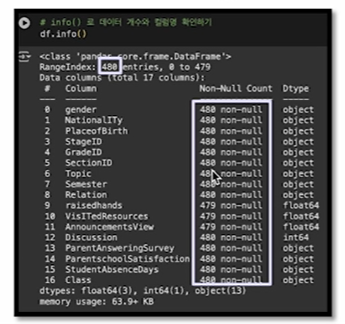 # info() 로 데이터 개수와 컬럼명 확인하기
df.info()
<class 'pandas.core.frame.DataFrame'>
RangeIndex: 480 entries, 0 to 479
Data columns (total 17 columns):
# Column Non-Null Count Dtype
--- ------ -------------- -----
0 gender 480 non-null object
1 NationalITy 480 non-null object
2 PlaceofBirth 480 non-null object
3 StageID 480 non-null object
4 GradeID 480 non-null object
5 SectionID 480 non-null object
6 Topic 480 non-null object
7 Semester 480 non-null object
8 Relation 480 non-null object
9 raisedhands 479 non-null float64
10 VisITedResources 479 non-null float64
11 AnnouncementsView 479 non-null float64
12 Discussion 480 non-null int64
13 ParentAnsweringSurvey 480 non-null object
14 ParentschoolSatisfaction 480 non-null object
15 StudentAbsenceDays 480 non-null object
16 Class 480 non-null object
dtypes: float64(3), int64(1), object(13)
memory usage: 63.9+ KB